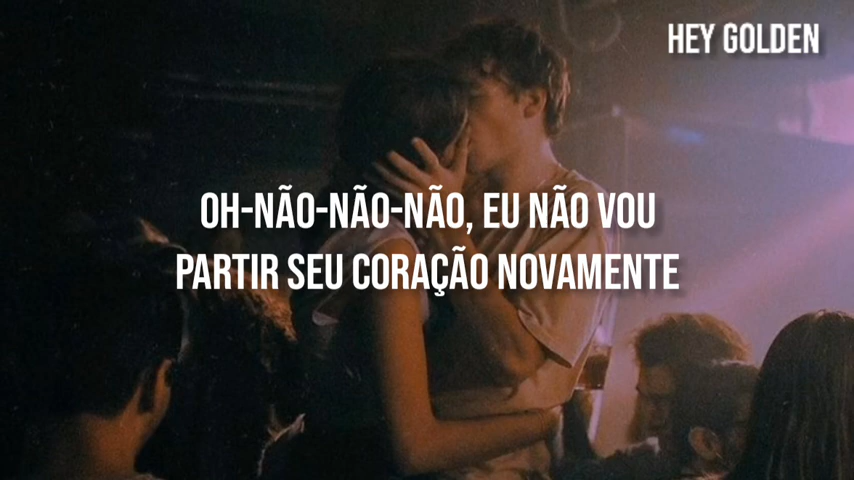 HEY GOLDEN
OH-NÃO-NÃO-NÃO, EU NÃO VOU
PARTIR SEU CORAÇÃO NOVAMENTE